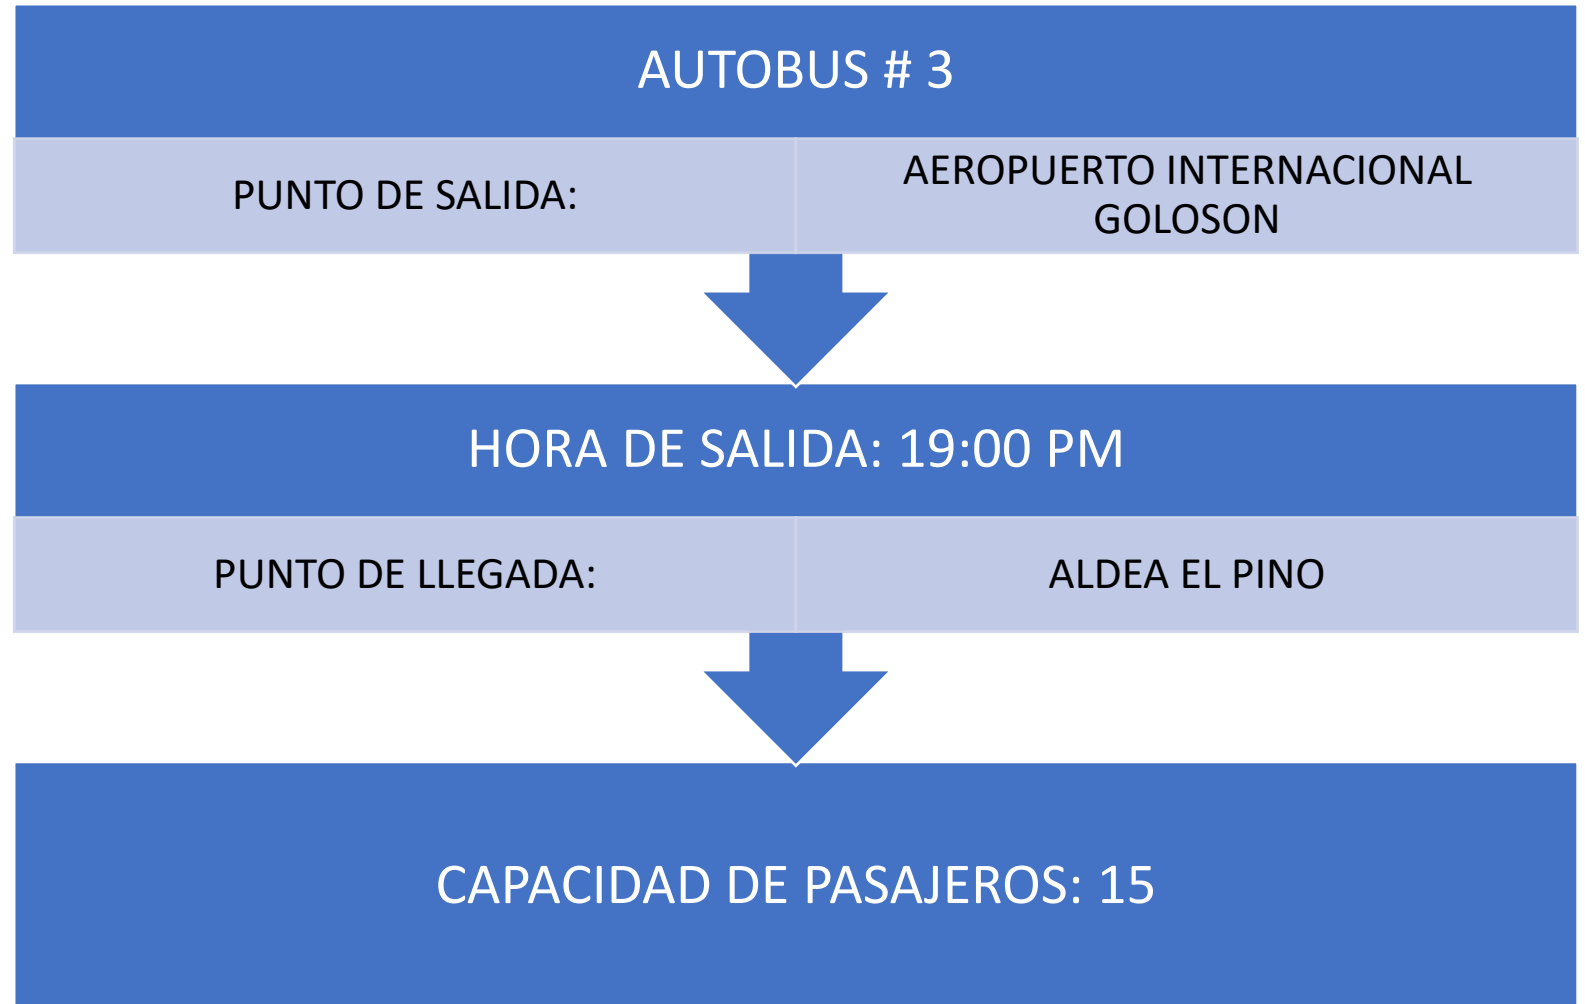 AUTOBUS # 3
PUNTO DE SALIDA:
AEROPUERTO INTERNACIONAL
GOLOSON
HORA DE SALIDA: 19:00 PM
PUNTO DE LLEGADA:
ALDEA EL PINO
CAPACIDAD DE PASAJEROS: 15